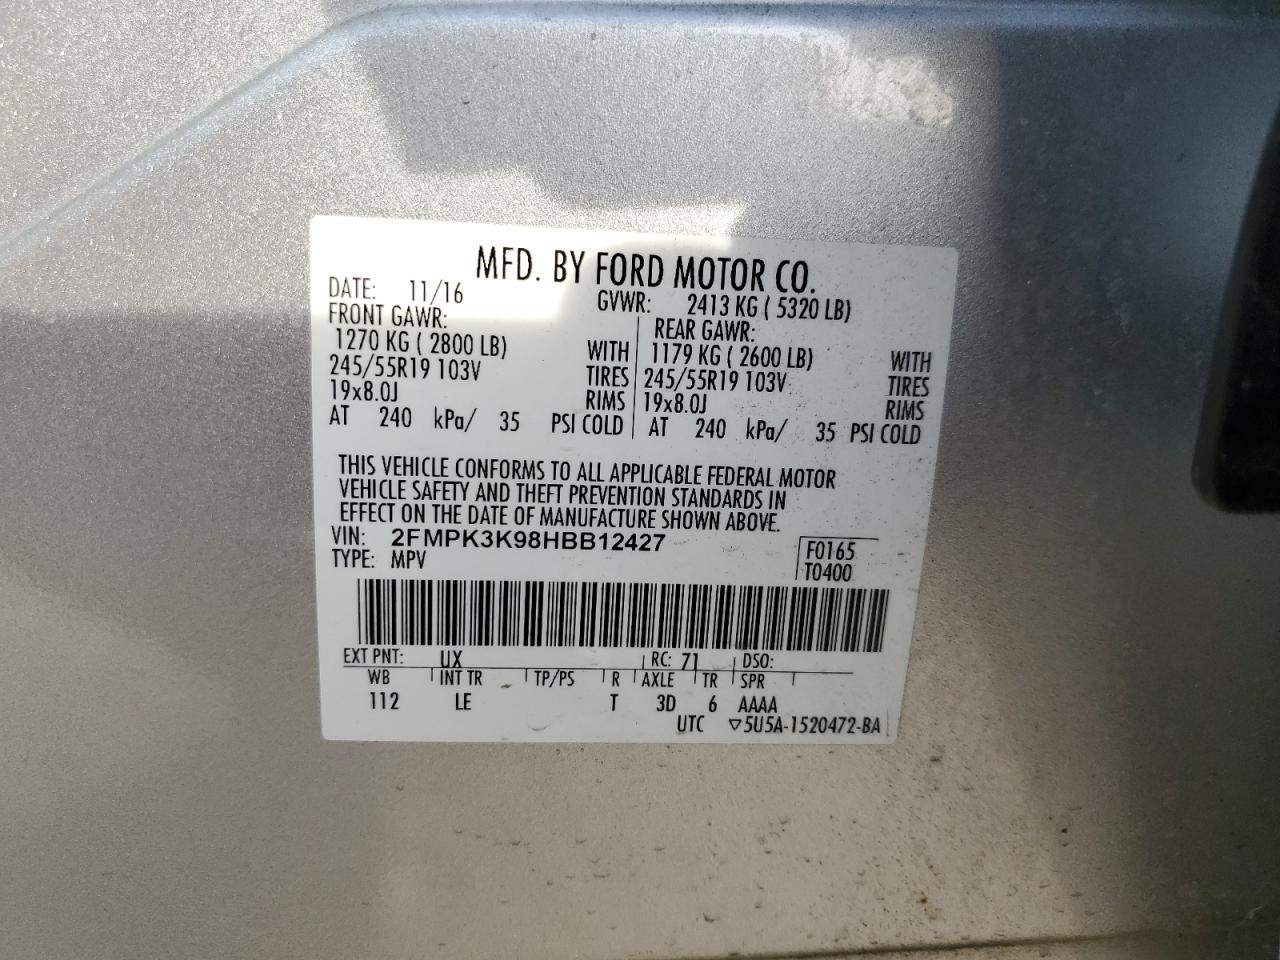 MFD. BY FORD MOTOR CO.
DATE: 11/16 GVWR: 2413 KG ( 5320 LB)
FRONT GAWR: REAR GAWR:
1270 KG ( 2800 LB) WITH 1179 KG ( 2600 LB) WITH
245/55R19 103V TIRES 245/55R19 103V TIRES
19x8.0J RIMS 19x8.0J RIMS
AT 240 kPa/ 35 PSI COLD AT 240 kPa/ 35 PSI COLD
THIS VEHICLE CONFORMS TO ALL APPLICABLE FEDERAL MOTOR
VEHICLE SAFETY AND THEFT PREVENTION STANDARDS IN
EFFECT ON THE DATE OF MANUFACTURE SHOWN ABOVE.
VIN: 2FMPK3K98HBB12427 F0165
TYPE: MPV T0400
EXT PNT: UX RC: 71 DSO:
WB INT TR TP/PS R AXLE TR SPR
112 LE T 3D 6 AAAA
UTC ▽5U5A-1520472-BA